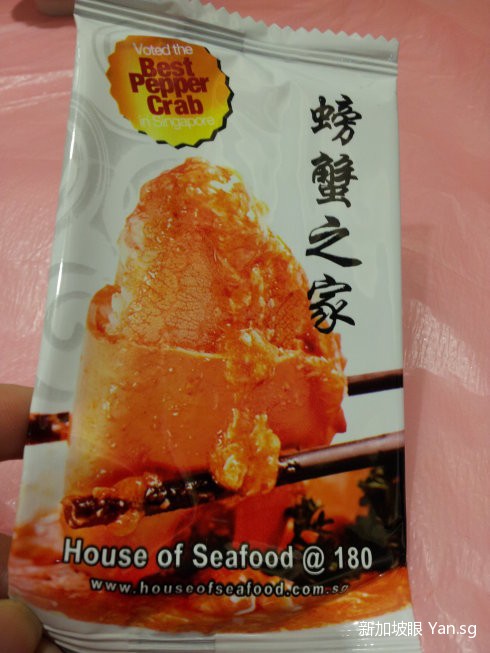 Voted the
Best
Pepper
Crab
in Singapore
螃蟹之家
House of Seafood @ 180
www.houseofseafood.com.sg
新加坡眼 Yan.sg